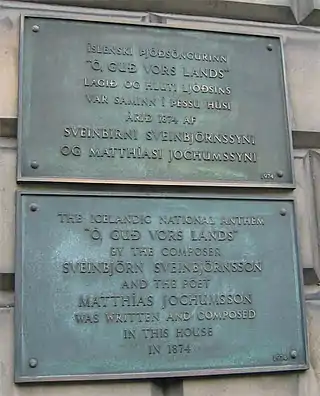 ÍSLENSKI ÞJÓÐSÖNGURINN
"Ó, GUÐ VORS LANDS"
LAGIÐ OG HLUTI LJÓÐSINS
VAR SAMINN Í ÞESSU HÚSI
ÁRIÐ 1874 AF
SVEINBIRNI SVEINBJÖRNSSYNI
OG MATTHÍASI JOCHUMSSYNI
1974
THE ICELANDIC NATIONAL ANTHEM
"Ó, GUÐ VORS LANDS"
BY THE COMPOSER
SVEINBJÖRN SVEINBJÖRNSSON
AND THE POET
MATTHÍAS JOCHUMSSON
WAS WRITTEN AND COMPOSED
IN THIS HOUSE
IN 1874
1974